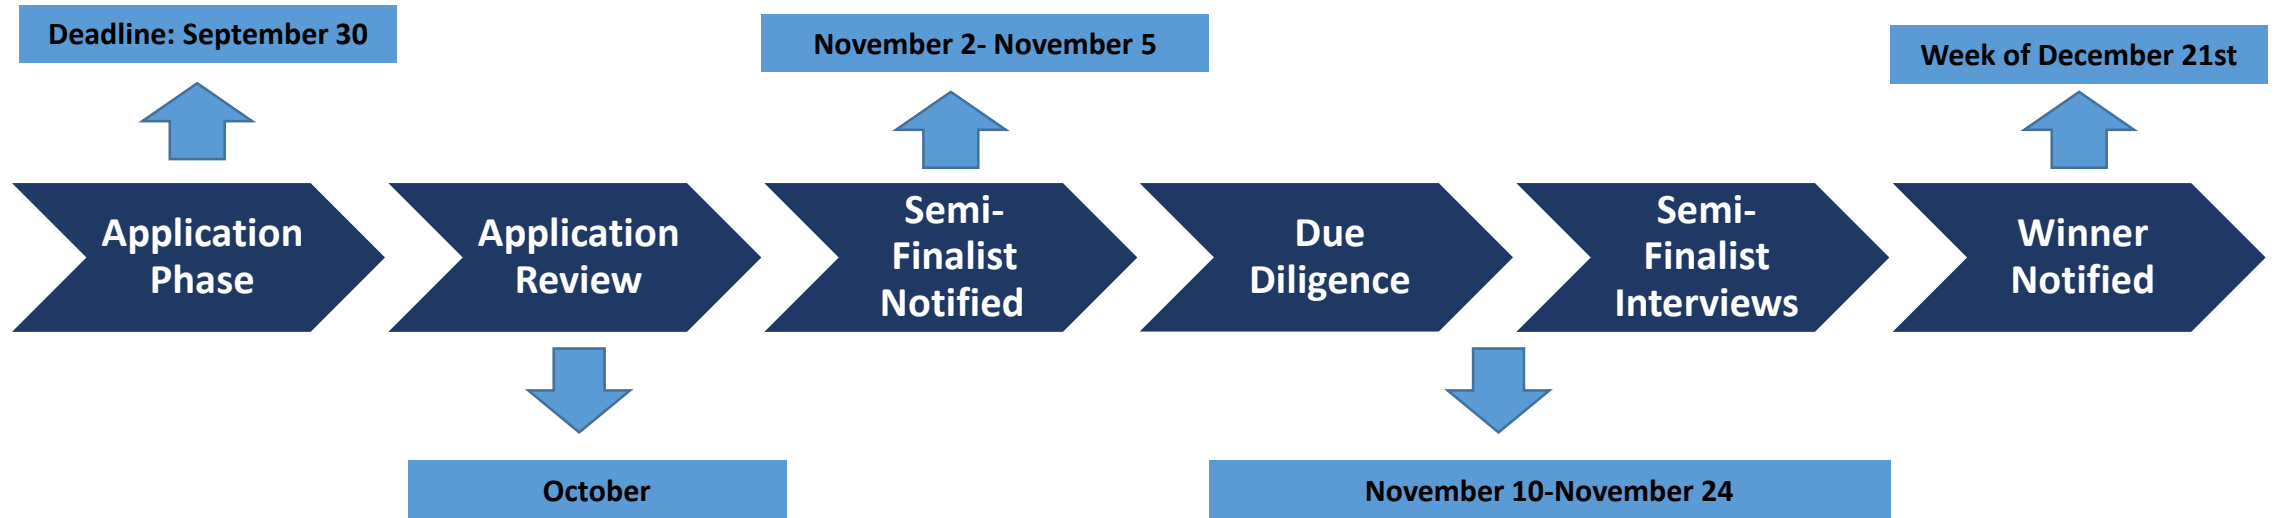 Deadline: September 30
November 2- November 5
Week of December 21st
Application
Phase
Application
Review
Semi-
Finalist
Notified
Due
Diligence
Semi-
Finalist
Interviews
Winner
Notified
October
November 10-November 24